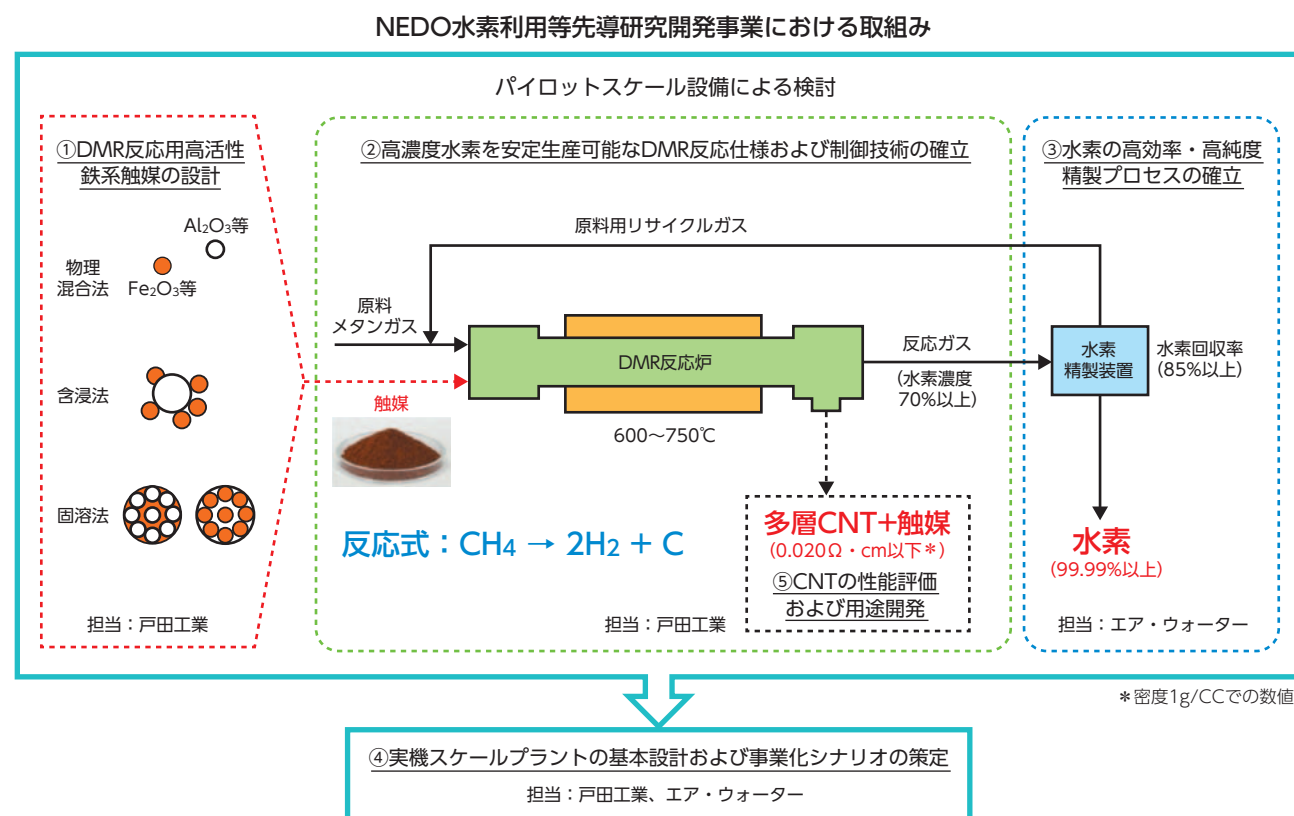 NEDO水素利用等先導研究開発事業における取組み
パイロットスケール設備による検討
①DMR反応用高活性
鉄系触媒の設計
Al₂O₃等
物理
混合法
Fe₂O₃等
含浸法
固溶法
担当：戸田工業
②高濃度水素を安定生産可能なDMR反応仕様および制御技術の確立
原料用リサイクルガス
原料
メタンガス
DMR反応炉
反応ガス
(水素濃度
70%以上)
触媒
600～750℃
反応式：CH₄ → 2H₂ + C
多層CNT+触媒
(0.020Ω・cm以下＊)
⑤CNTの性能評価
および用途開発
担当：戸田工業
③水素の高効率・高純度
精製プロセスの確立
水素
精製装置
水素回収率
(85%以上)
水素
(99.99%以上)
担当：エア・ウォーター
＊密度1g/CCでの数値
④実機スケールプラントの基本設計および事業化シナリオの策定
担当：戸田工業、エア・ウォーター